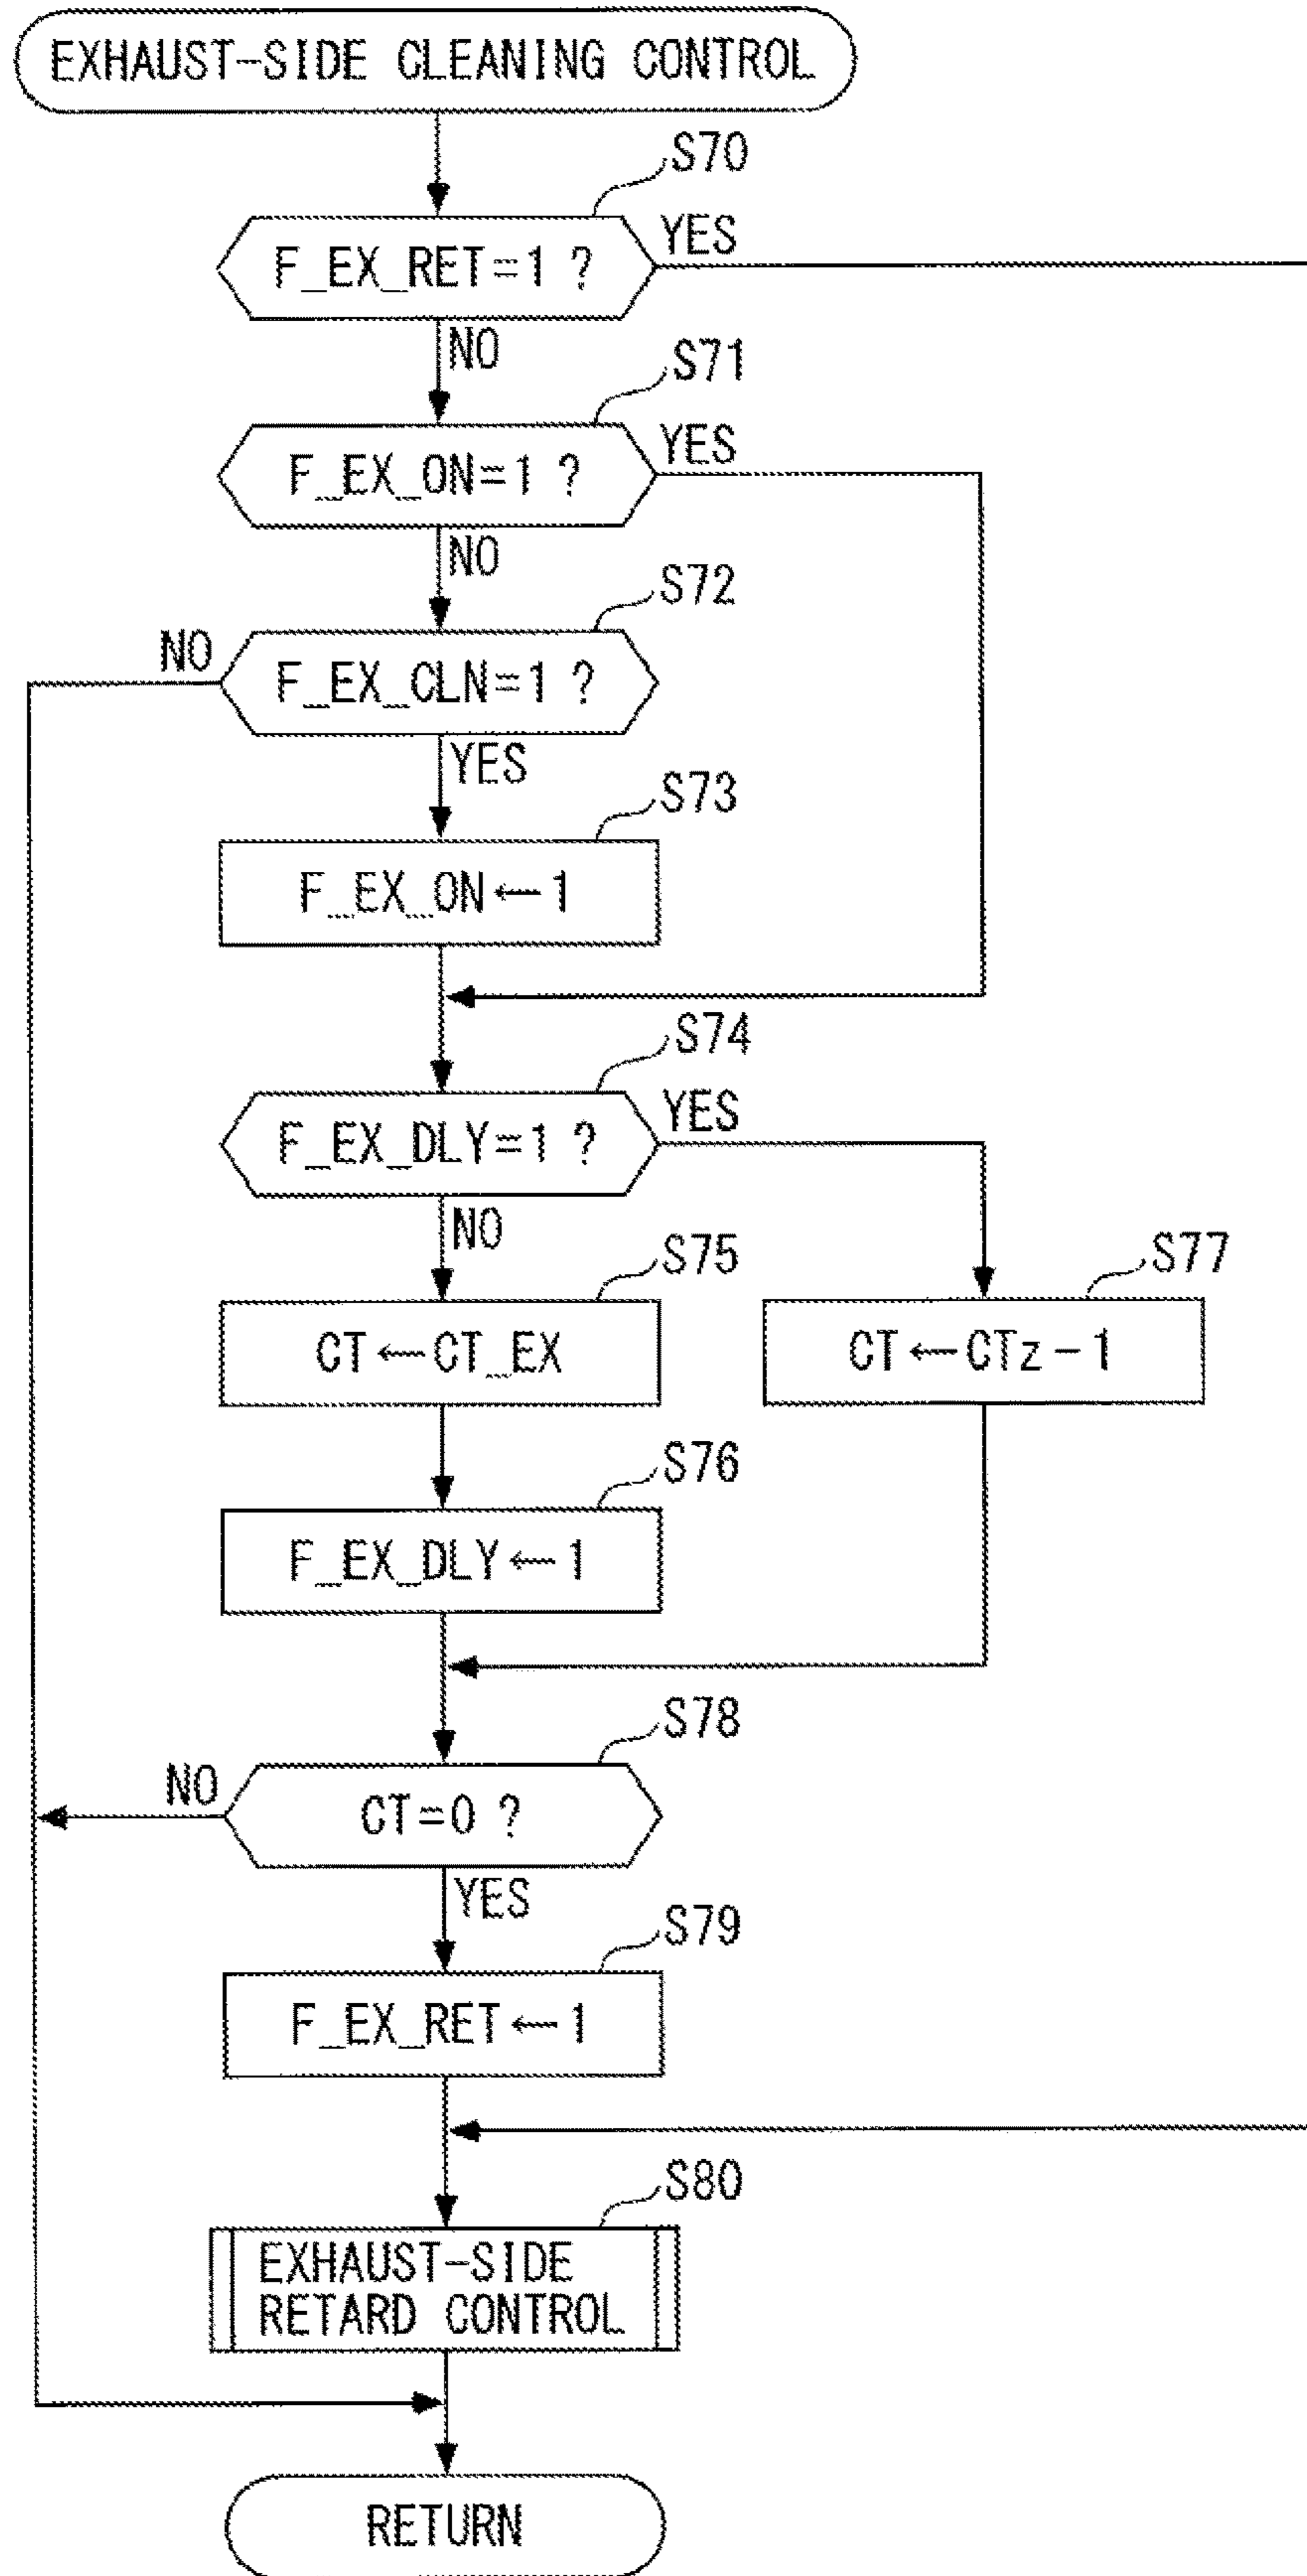 EXHAUST-SIDE CLEANING CONTROL
S70
F_EX_RET=1 ?
YES
NO
S71
F_EX_ON=1 ?
YES
NO
S72
NO
F_EX_CLN=1 ?
YES
S73
F_EX_ON←1
S74
F_EX_DLY=1 ?
YES
NO
S75
CT←CT_EX
S77
CT←CTz-1
S76
F_EX_DLY←1
S78
NO
CT=0 ?
YES
S79
F_EX_RET←1
S80
EXHAUST-SIDE
RETARD CONTROL
RETURN